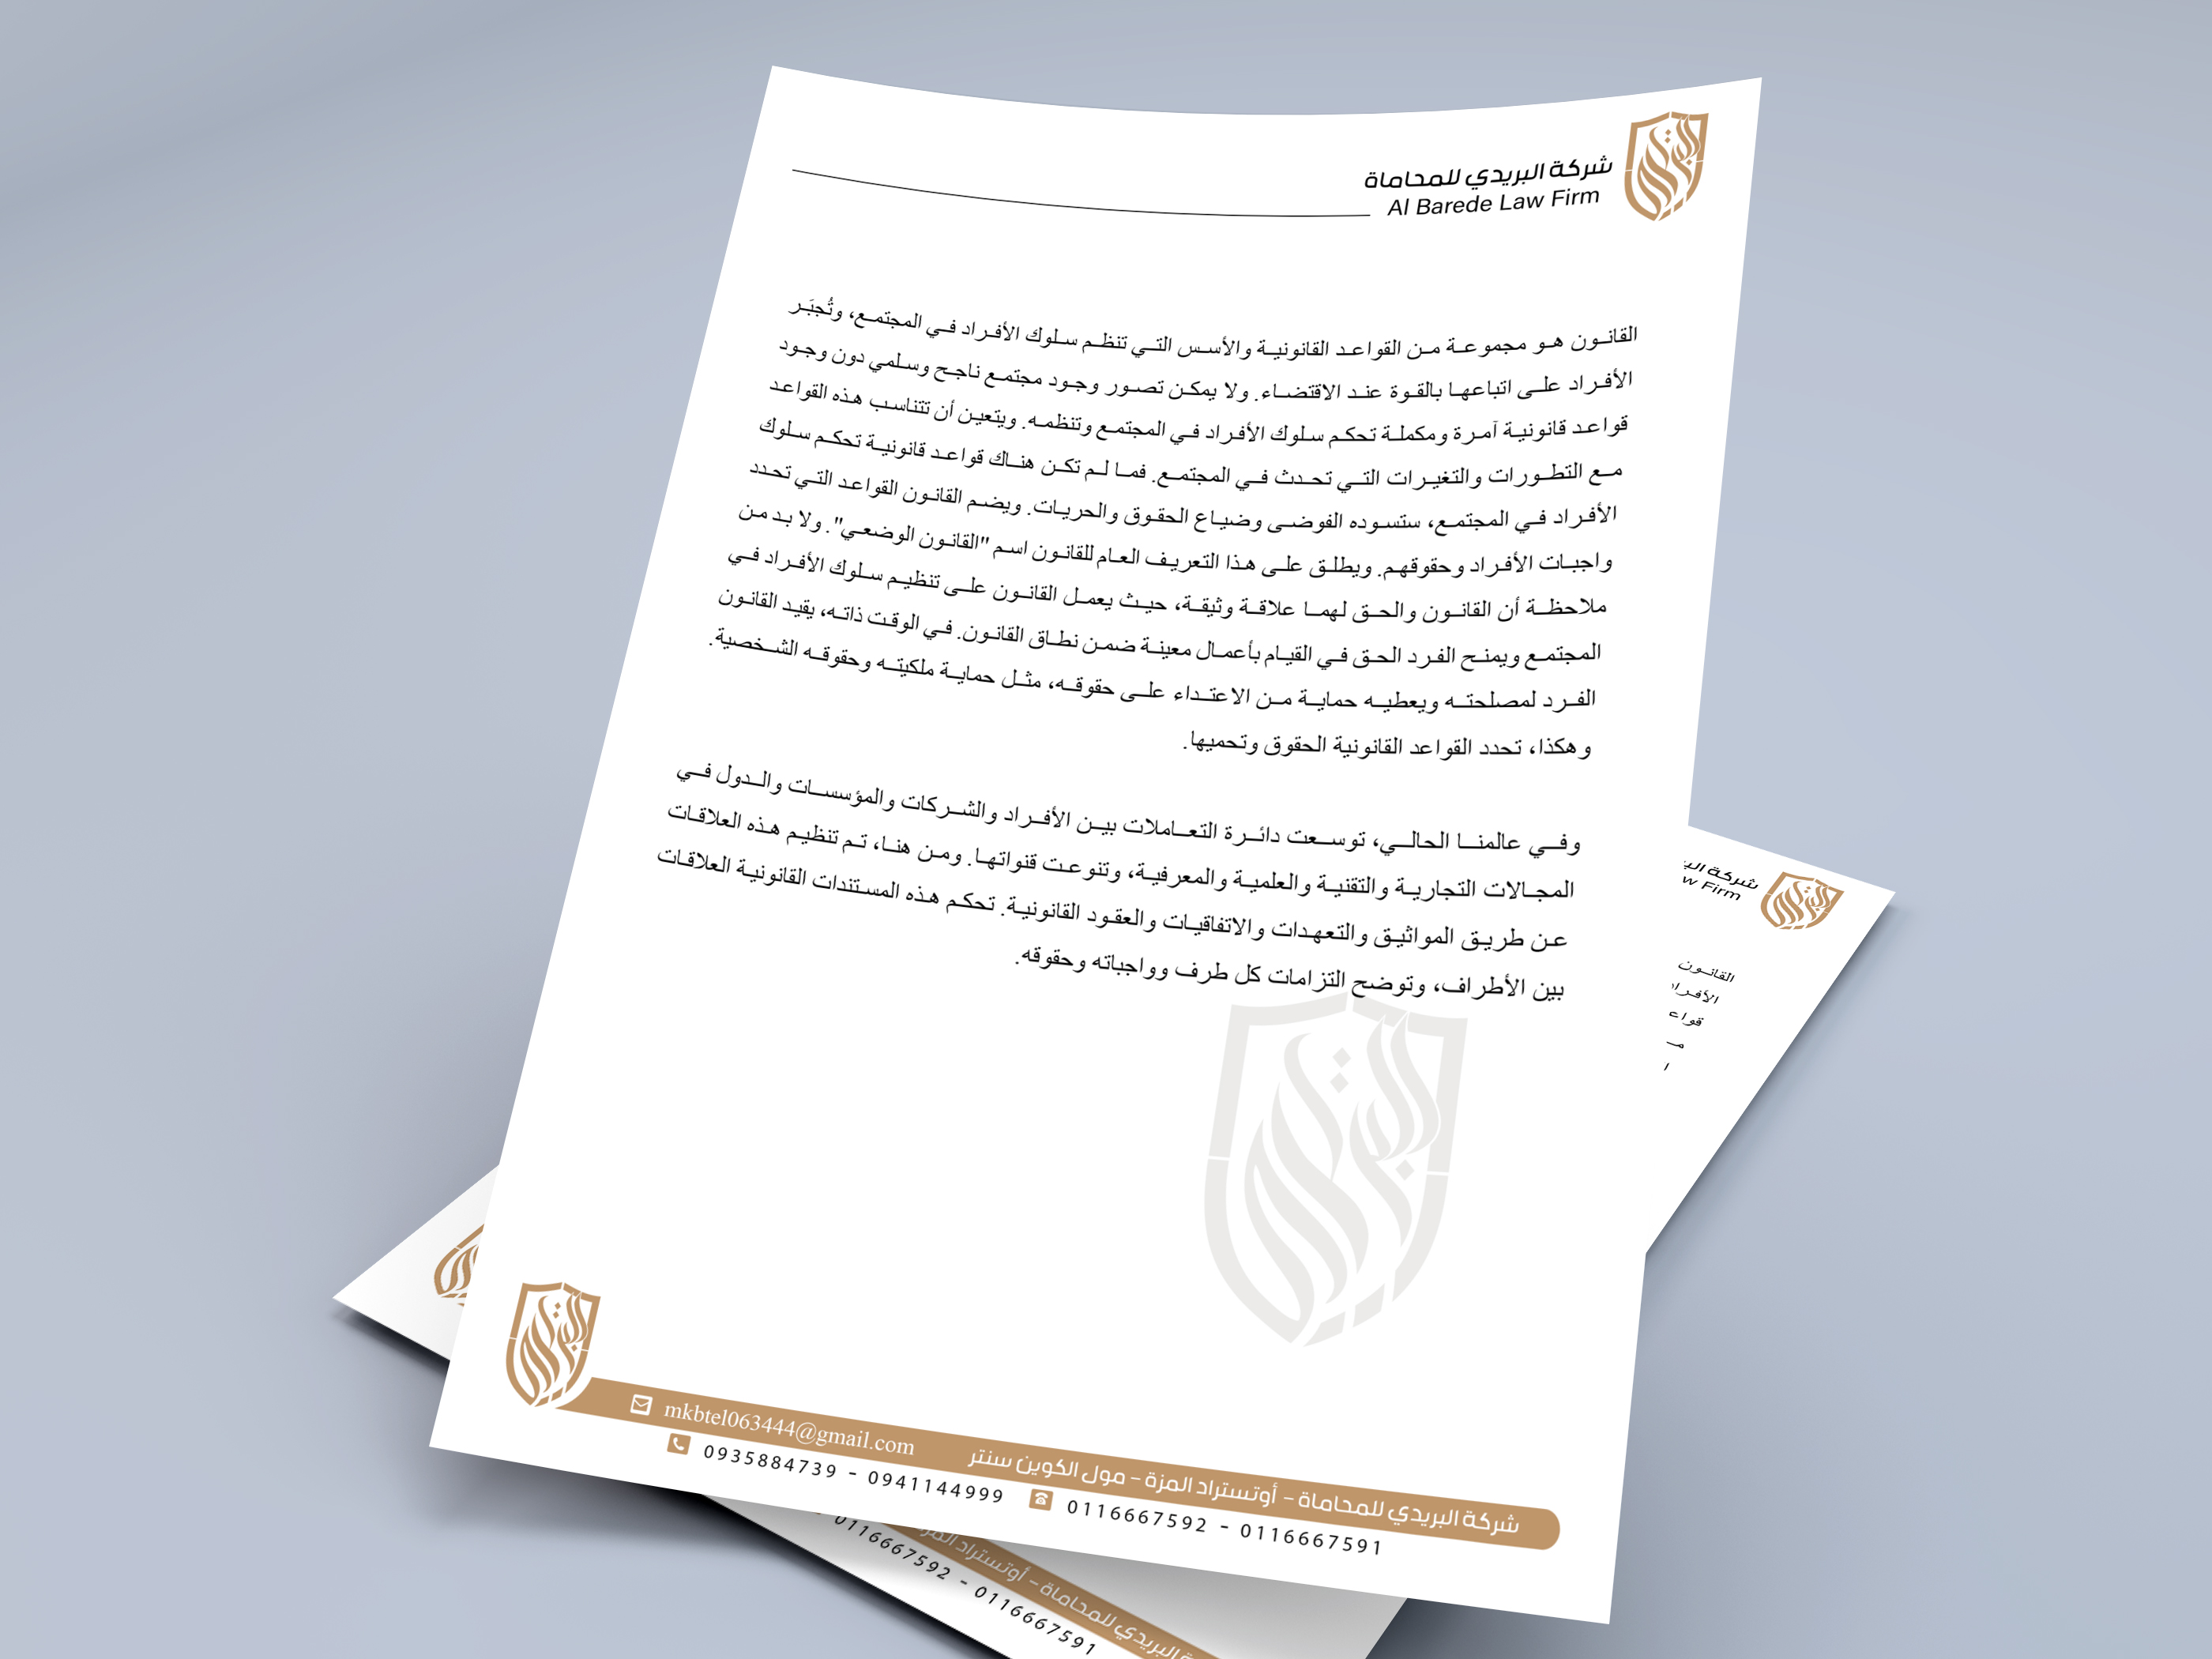 شركة البريدي للمحاماة
Al Barede Law Firm
القانون هو مجموعة من القواعد القانونية والأسس التي تنظم سلوك الأفراد في المجتمع، وتُجبَر
الأفراد على اتباعها بالقوة عند الاقتضاء. ولا يمكن تصور وجود مجتمع ناجح وسلمي دون وجود
قواعد قانونية آمرة ومكملة تحكم سلوك الأفراد في المجتمع وتنظمه. ويتعين أن تتناسب هذه القواعد
مع التطورات والتغيرات التي تحدث في المجتمع. فما لم تكن هناك قواعد قانونية تحكم سلوك
الأفراد في المجتمع، ستسوده الفوضى وضياع الحقوق والحريات. ويضم القانون القواعد التي تحدد
واجبات الأفراد وحقوقهم. ويطلق على هذا التعريف العام للقانون اسم "القانون الوضعي". ولا بد من
ملاحظة أن القانون والحق لهما علاقة وثيقة، حيث يعمل القانون على تنظيم سلوك الأفراد في
المجتمع ويمنح الفرد الحق في القيام بأعمال معينة ضمن نطاق القانون. في الوقت ذاته، يقيد القانون
الفرد لمصلحته ويعطيه حماية من الاعتداء على حقوقه، مثل حماية ملكيته وحقوقه الشخصية.
وهكذا، تحدد القواعد القانونية الحقوق وتحميها.
وفي عالمنا الحالي، توسعت دائرة التعاملات بين الأفراد والشركات والمؤسسات والدول في
المجالات التجارية والتقنية والعلمية والمعرفية، وتنوعت قنواتها. ومن هنا، تم تنظيم هذه العلاقات
عن طريق المواثيق والتعهدات والاتفاقيات والعقود القانونية. تحكم هذه المستندات القانونية العلاقات
بين الأطراف، وتوضح التزامات كل طرف وواجباته وحقوقه.
شركة البريدي للمحاماة - أوتستراد المزة - مول الكوين سنتر
mkbtel063444@gmail.com
0935884739 - 0941144999
0116667592 - 0116667591
شركة
w Firm
القانون
0116667592 - 0116667591
البريدي للمحاماة - أوتستراد